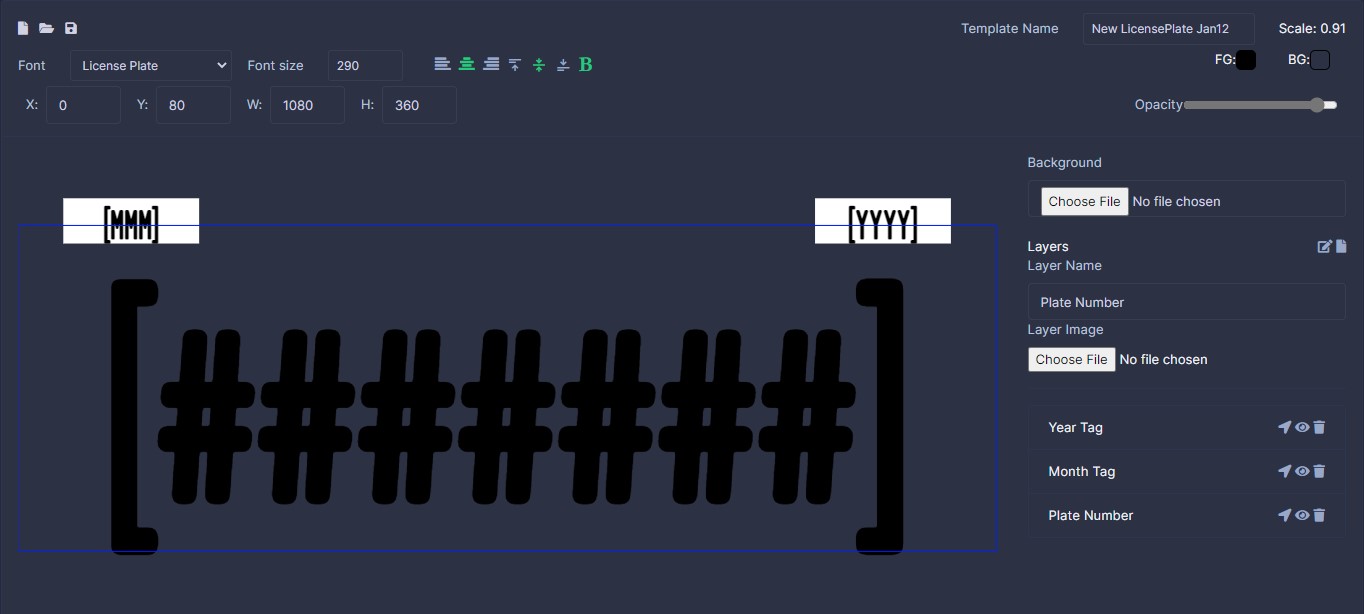 Template Name New LicensePlate Jan12 Scale: 0.91
Font License Plate Font size 290 B FG: BG:
X: 0 Y: 80 W: 1080 H: 360 Opacity
Background
Choose File No file chosen
[MMM] [YYYY]
Layers
Layer Name
Plate Number
Layer Image
Choose File No file chosen
[#######]
Year Tag
Month Tag
Plate Number